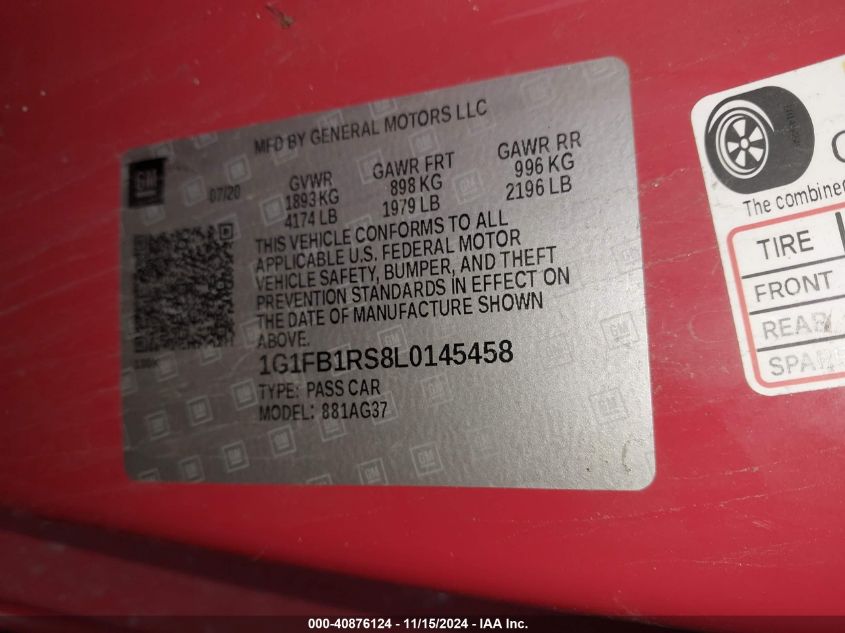 MFD BY GENERAL MOTORS LLC
GM
07/20
GVWR GAWR FRT GAWR RR
1893 KG 898 KG 996 KG
4174 LB 1979 LB 2196 LB
THIS VEHICLE CONFORMS TO ALL
APPLICABLE U.S. FEDERAL MOTOR
VEHICLE SAFETY, BUMPER, AND THEFT
PREVENTION STANDARDS IN EFFECT ON
THE DATE OF MANUFACTURE SHOWN
ABOVE.
1G1FB1RS8L0145458
TYPE: PASS CAR
MODEL: 881AG37
The combine
TIRE
FRONT
REAR
SPAR
000-40876124 - 11/15/2024 - IAA Inc.